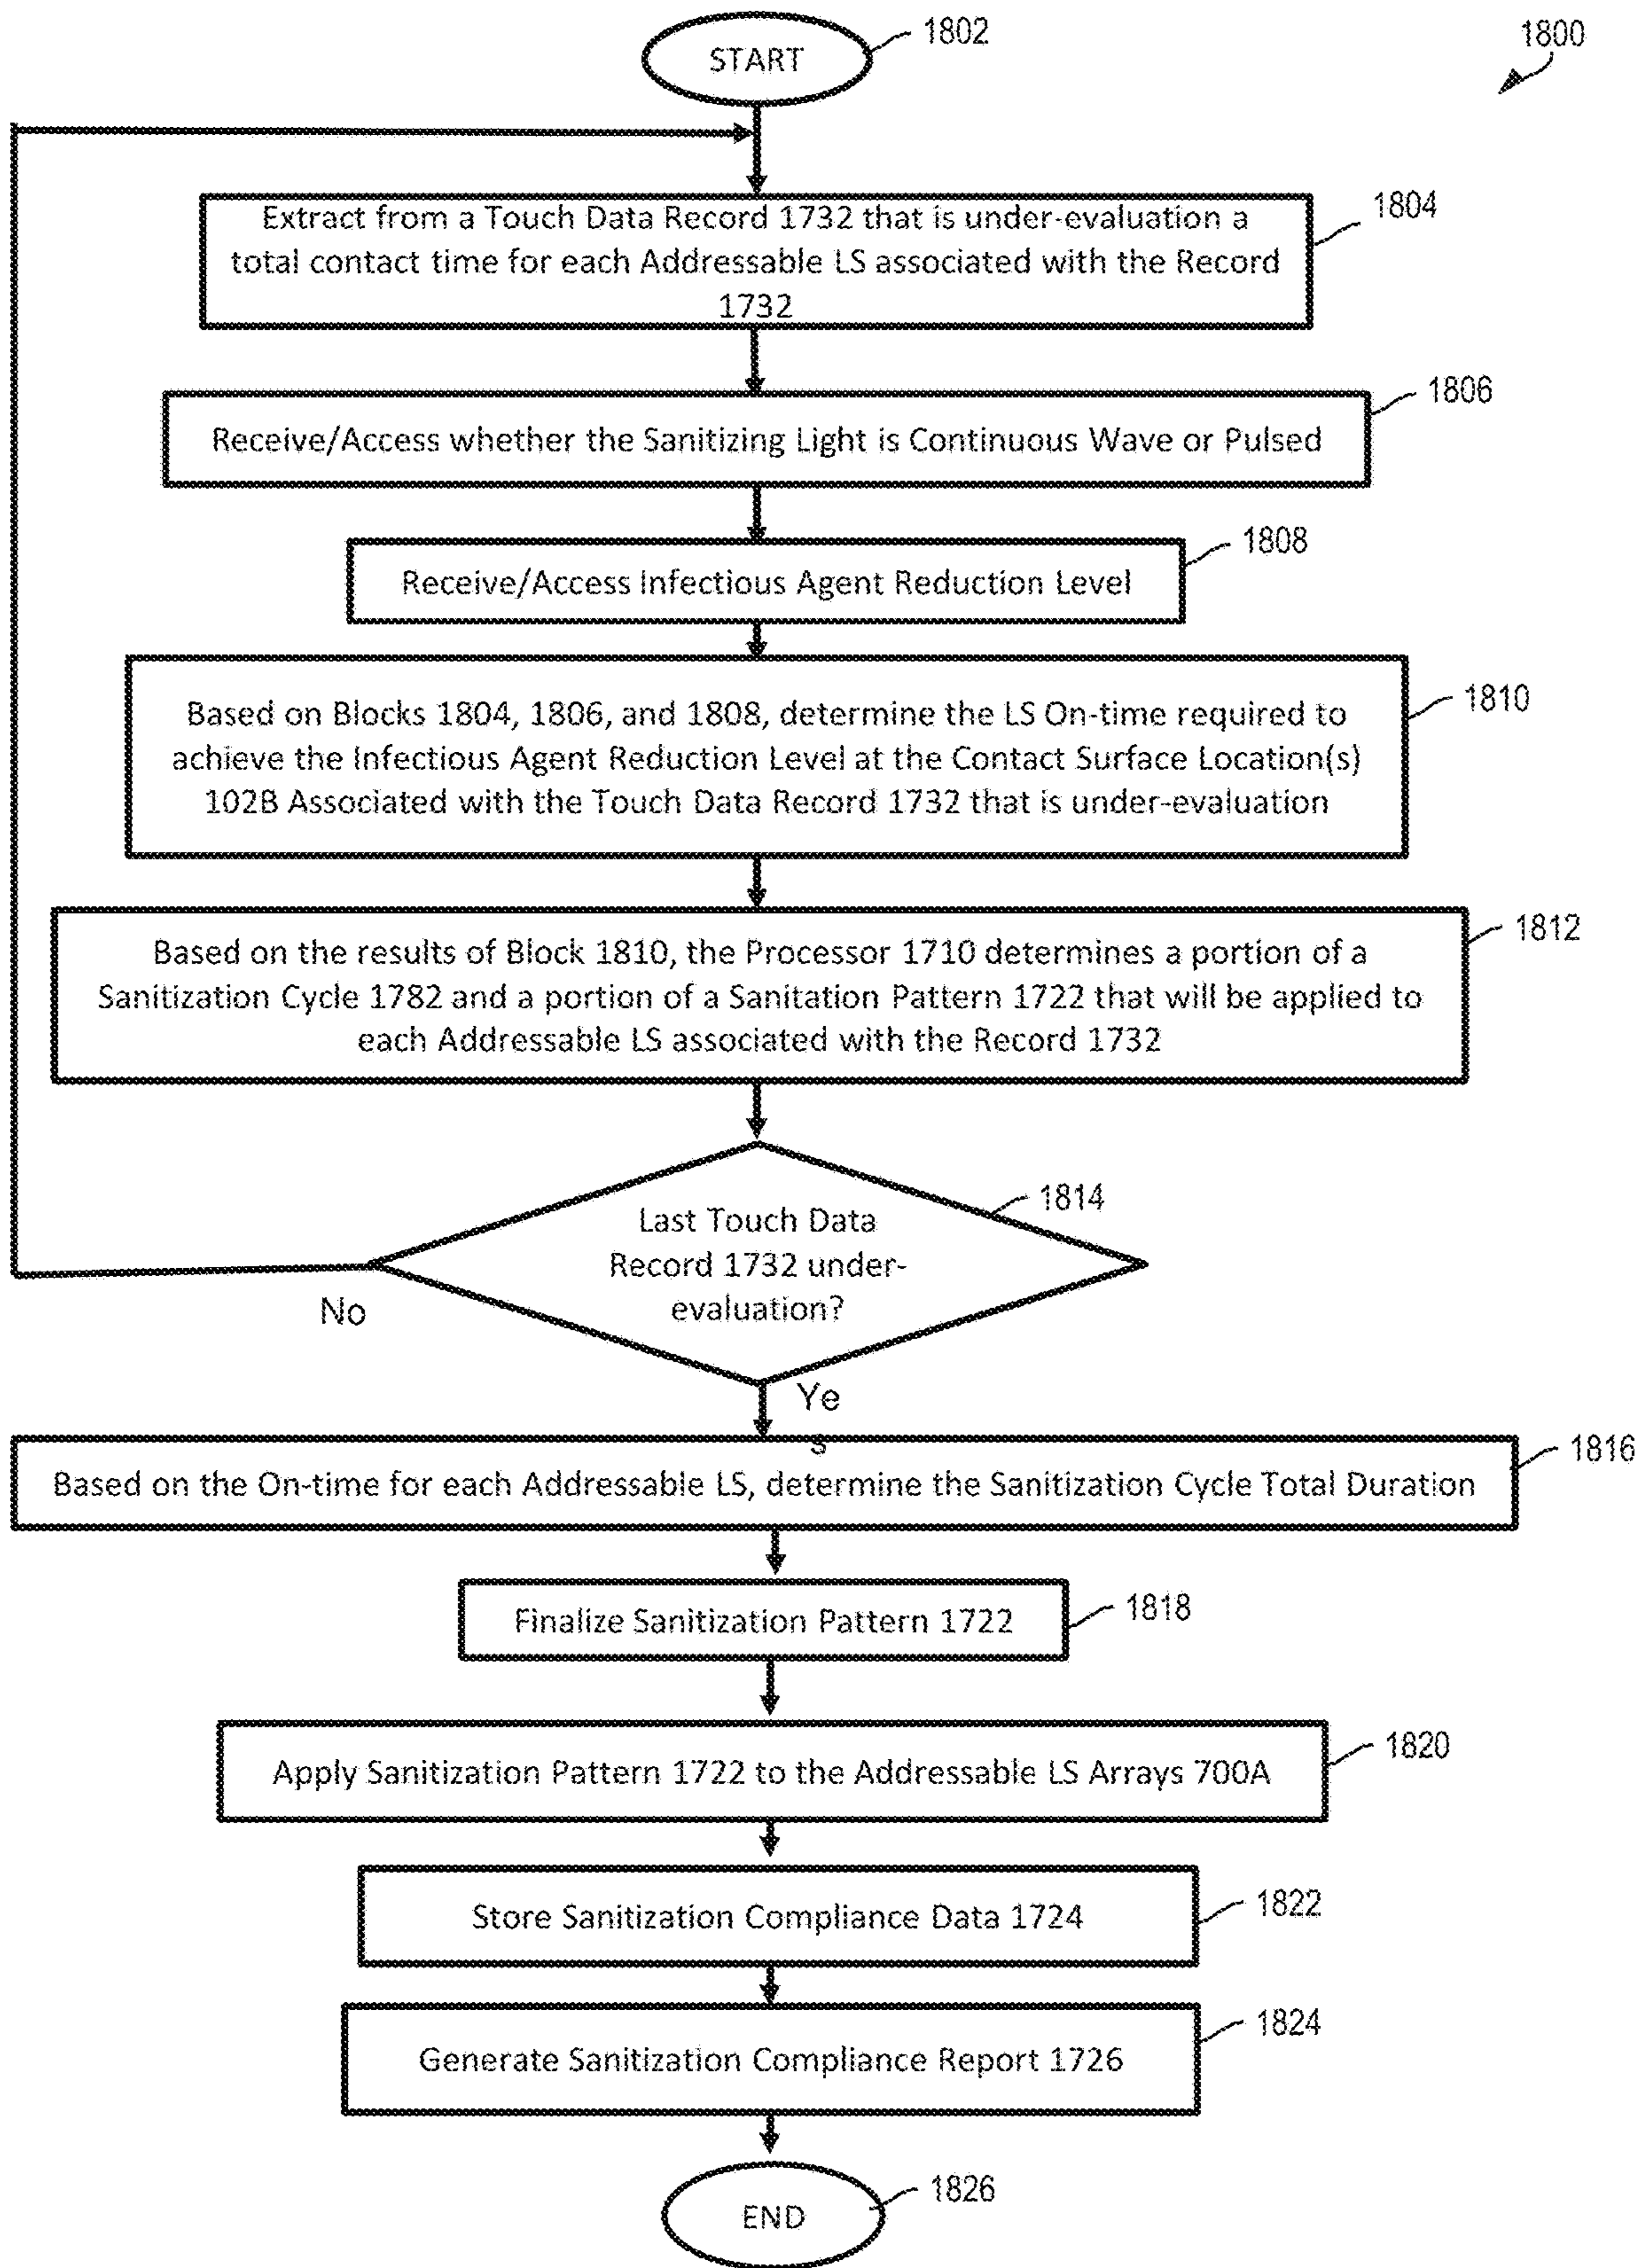 1800
START
1802
Extract from a Touch Data Record 1732 that is under-evaluation a
total contact time for each Addressable LS associated with the Record
1732
1804
Receive/Access whether the Sanitizing Light is Continuous Wave or Pulsed
1806
Receive/Access Infectious Agent Reduction Level
1808
Based on Blocks 1804, 1806, and 1808, determine the LS On-time required to
achieve the Infectious Agent Reduction Level at the Contact Surface Location(s)
102B Associated with the Touch Data Record 1732 that is under-evaluation
1810
Based on the results of Block 1810, the Processor 1710 determines a portion of a
Sanitization Cycle 1782 and a portion of a Sanitation Pattern 1722 that will be applied to
each Addressable LS associated with the Record 1732
1812
Last Touch Data
Record 1732 under-
evaluation?
1814
No
Ye
s
Based on the On-time for each Addressable LS, determine the Sanitization Cycle Total Duration
1816
Finalize Sanitization Pattern 1722
1818
Apply Sanitization Pattern 1722 to the Addressable LS Arrays 700A
1820
Store Sanitization Compliance Data 1724
1822
Generate Sanitization Compliance Report 1726
1824
END
1826